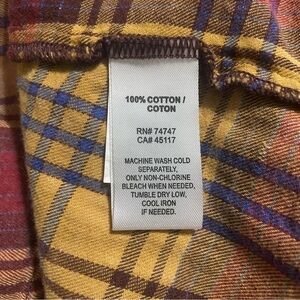 100% COTTON /
COTON
RN# 74747
CA# 45117
MACHINE WASH COLD
SEPARATELY,
ONLY NON-CHLORINE
BLEACH WHEN NEEDED,
TUMBLE DRY LOW,
COOL IRON
IF NEEDED.